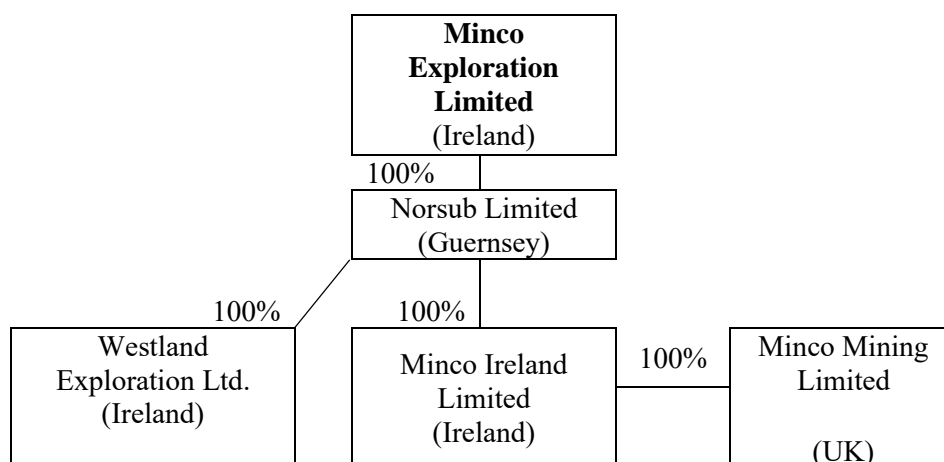 Minco
Exploration
Limited
(Ireland)
100%
Norsub Limited
(Guernsey)
100%
100%
100%
Westland
Exploration Ltd.
(Ireland)
Minco Ireland
Limited
(Ireland)
Minco Mining
Limited
(UK)